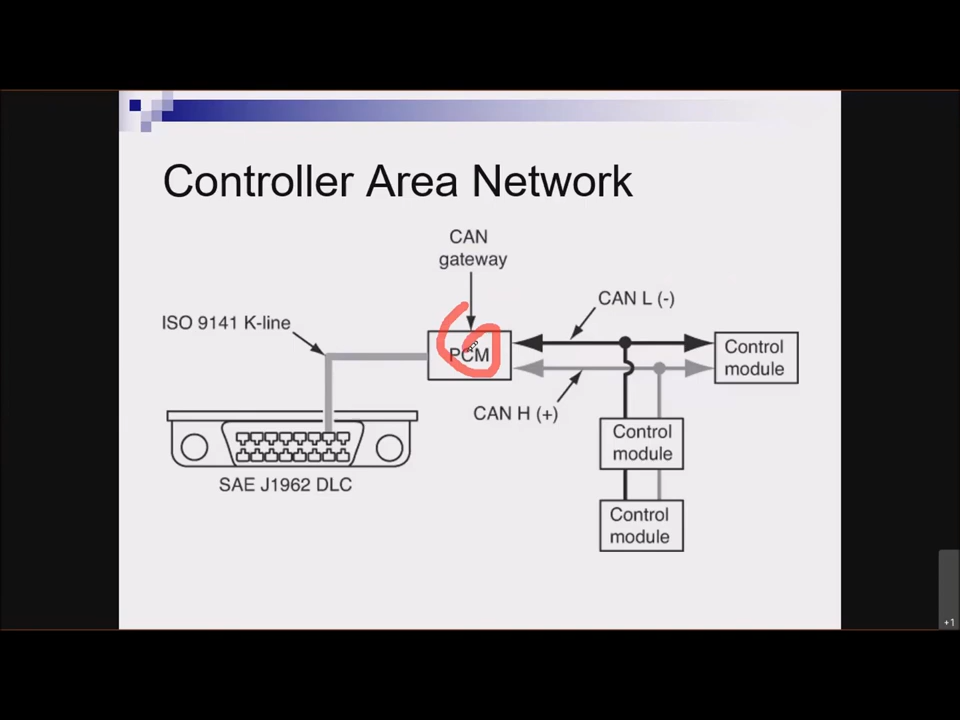 Controller Area Network
CAN
gateway
CAN L (-)
ISO 9141 K-line
PCM
Control
module
CAN H (+)
Control
module
SAE J1962 DLC
Control
module
+1